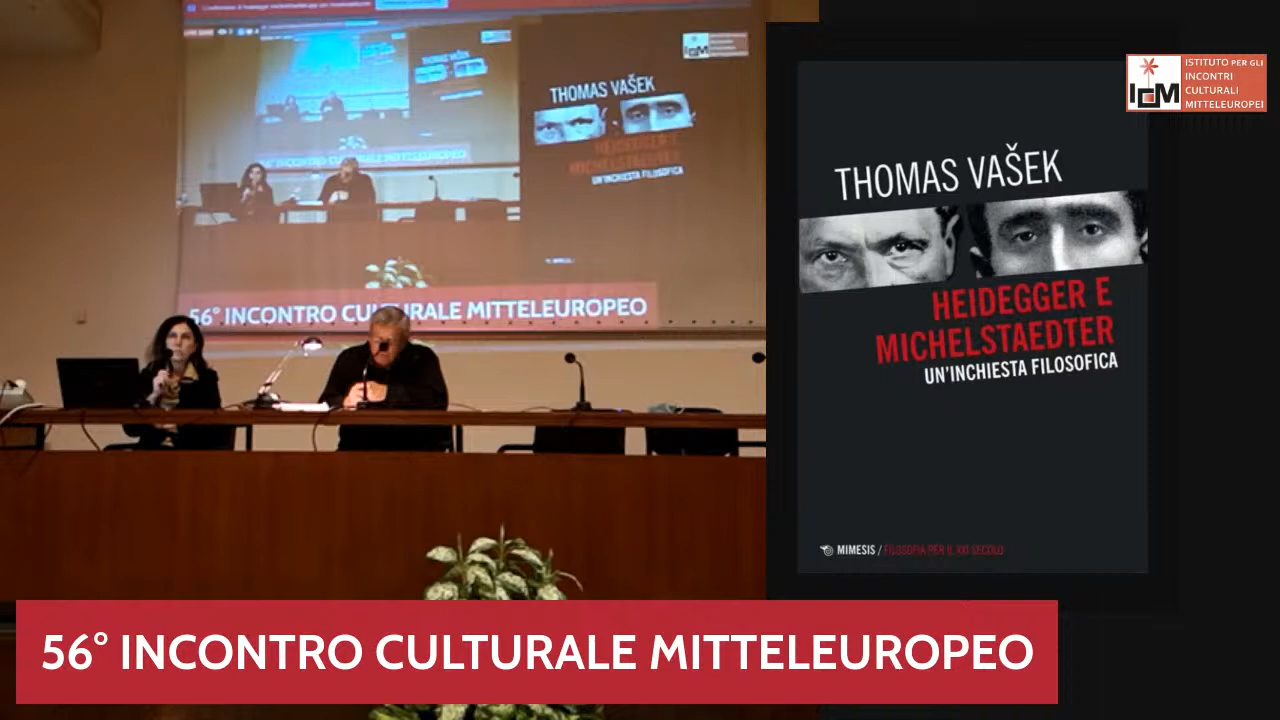 THOMAS VAŠEK
HEIDEGGER E
MICHELSTAEDTER
UN'INCHIESTA FILOSOFICA
56° INCONTRO CULTURALE MITTELEUROPEO
ISTITUTO PER GLI
INCONTRI
CULTURALI
MITTELEUROPEI
ICM
THOMAS VAŠEK
HEIDEGGER E
MICHELSTAEDTER
UN'INCHIESTA FILOSOFICA
MIMESIS / FILOSOFIA PER IL XXI SECOLO
56° INCONTRO CULTURALE MITTELEUROPEO